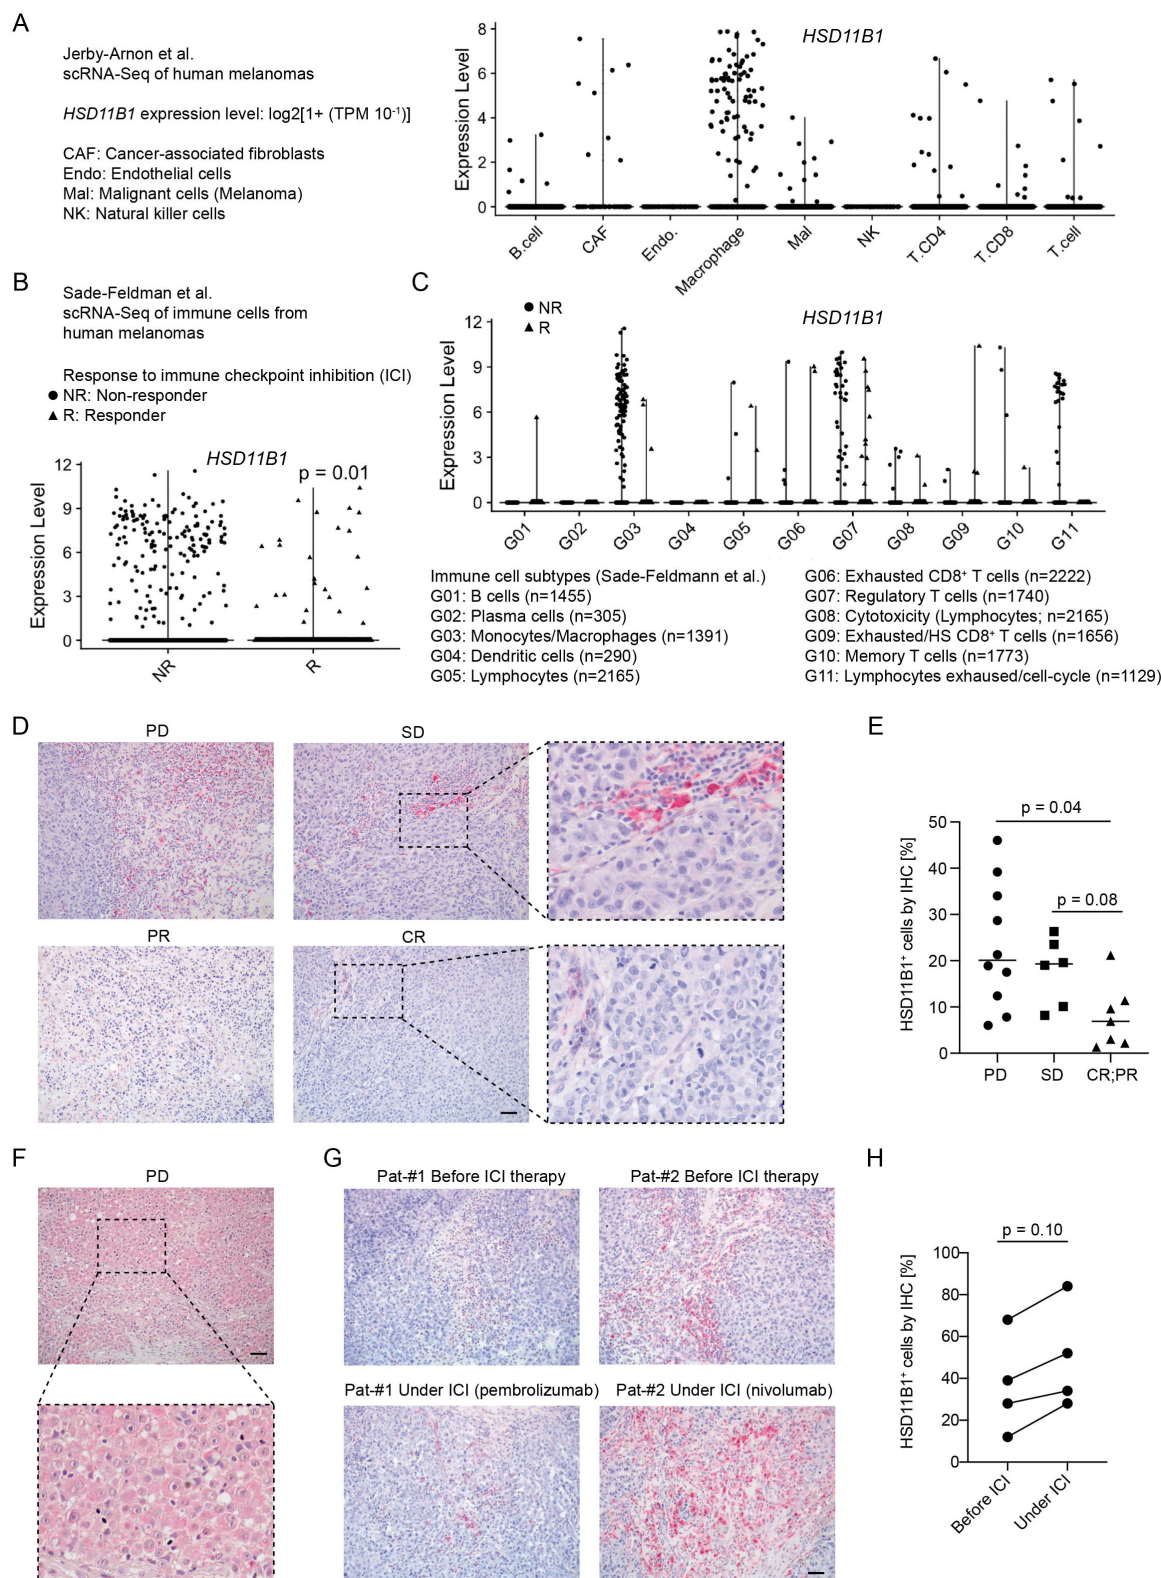 A
Jerby-Arnon et al.
scRNA-Seq of human melanomas
HSD11B1 expression level: log2[1+ (TPM 10⁻¹)]
CAF: Cancer-associated fibroblasts
Endo: Endothelial cells
Mal: Malignant cells (Melanoma)
NK: Natural killer cells
HSD11B1
Expression Level
8
6
4
2
0
B.cell
CAF
Endo.
Macrophage
Mal
NK
T.CD4
T.CD8
T.cell
B
Sade-Feldman et al.
scRNA-Seq of immune cells from
human melanomas
Response to immune checkpoint inhibition (ICI)
NR: Non-responder
R: Responder
HSD11B1
p = 0.01
Expression Level
12
9
6
3
0
NR
R
C
NR
R
HSD11B1
Expression Level
12
9
6
3
0
G01
G02
G03
G04
G05
G06
G07
G08
G09
G10
G11
Immune cell subtypes (Sade-Feldmann et al.)
G01: B cells (n=1455)
G02: Plasma cells (n=305)
G03: Monocytes/Macrophages (n=1391)
G04: Dendritic cells (n=290)
G05: Lymphocytes (n=2165)
G06: Exhausted CD8⁺ T cells (n=2222)
G07: Regulatory T cells (n=1740)
G08: Cytotoxicity (Lymphocytes; n=2165)
G09: Exhausted/HS CD8⁺ T cells (n=1656)
G10: Memory T cells (n=1773)
G11: Lymphocytes exhaused/cell-cycle (n=1129)
D
PD
SD
PR
CR
E
p = 0.04
p = 0.08
HSD11B1⁺ cells by IHC [%]
50
40
30
20
10
0
PD
SD
CR;PR
F
PD
G
Pat-#1 Before ICI therapy
Pat-#2 Before ICI therapy
Pat-#1 Under ICI (pembrolizumab)
Pat-#2 Under ICI (nivolumab)
H
p = 0.10
HSD11B1⁺ cells by IHC [%]
100
80
60
40
20
0
Before ICI
Under ICI